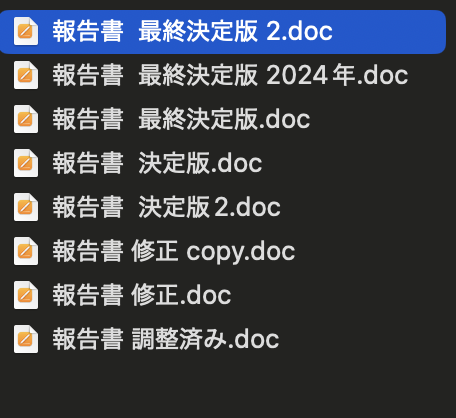 報告書  最終決定版 2.doc
報告書  最終決定版 2024年.doc
報告書  最終決定版.doc
報告書  決定版.doc
報告書  決定版2.doc
報告書 修正 copy.doc
報告書 修正.doc
報告書 調整済み.doc